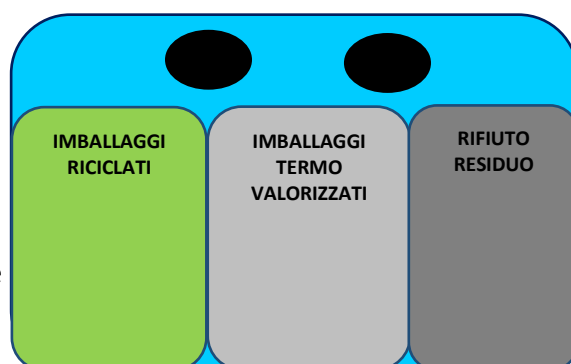 IMBALLAGGI
RICICLATI
IMBALLAGGI
TERMO
VALORIZZATI
RIFIUTO
RESIDUO